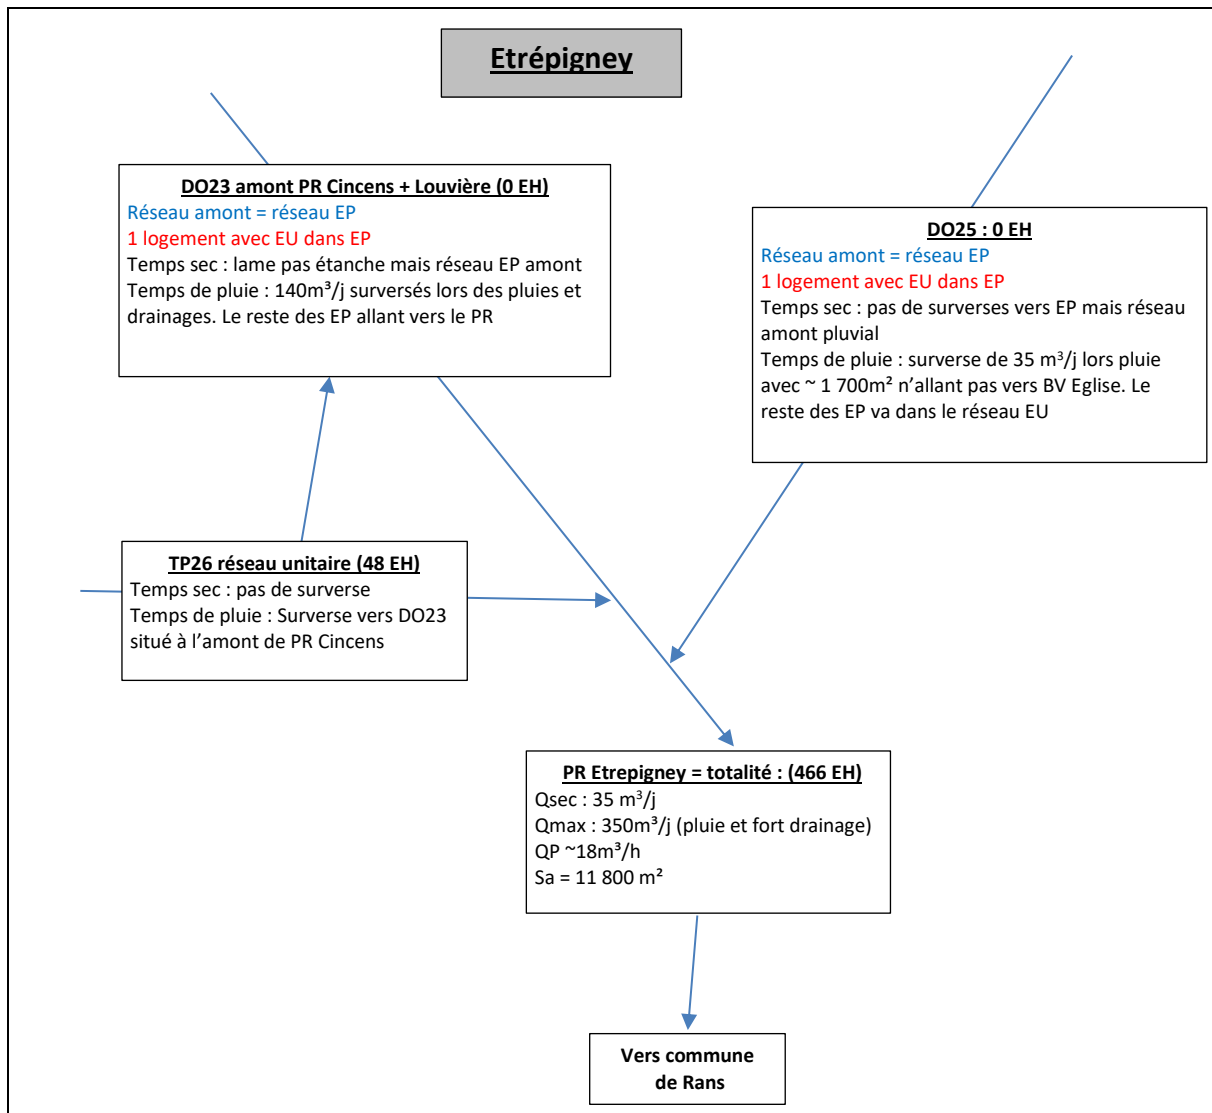 Etrépigney
DO23 amont PR Cincens + Louvière (0 EH)
Réseau amont = réseau EP
1 logement avec EU dans EP
Temps sec : lame pas étanche mais réseau EP amont
Temps de pluie : 140m³/j surversés lors des pluies et
drainages. Le reste des EP allant vers le PR
DO25 : 0 EH
Réseau amont = réseau EP
1 logement avec EU dans EP
Temps sec : pas de surverses vers EP mais réseau
amont pluvial
Temps de pluie : surverse de 35 m³/j lors pluie
avec ~ 1 700m² n’allant pas vers BV Eglise. Le
reste des EP va dans le réseau EU
TP26 réseau unitaire (48 EH)
Temps sec : pas de surverse
Temps de pluie : Surverse vers DO23
situé à l’amont de PR Cincens
PR Etrepigney = totalité : (466 EH)
Qsec : 35 m³/j
Qmax : 350m³/j (pluie et fort drainage)
QP ~18m³/h
Sa = 11 800 m²
Vers commune
de Rans